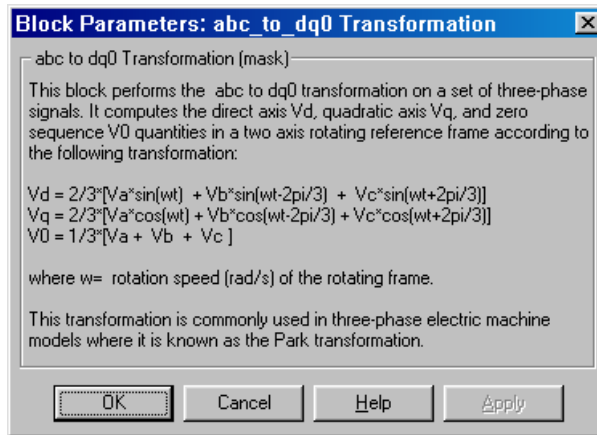 Block Parameters: abc_to_dq0 Transformation
abc to dq0 Transformation (mask)
This block performs the abc to dq0 transformation on a set of three-phase
signals. It computes the direct axis Vd, quadratic axis Vq, and zero
sequence V0 quantities in a two axis rotating reference frame according to
the following transformation:
Vd = 2/3*[Va*sin(wt) + Vb*sin(wt-2pi/3) + Vc*sin(wt+2pi/3)]
Vq = 2/3*[Va*cos(wt) + Vb*cos(wt-2pi/3) + Vc*cos(wt+2pi/3)]
V0 = 1/3*[Va + Vb + Vc ]
where w= rotation speed (rad/s) of the rotating frame.
This transformation is commonly used in three-phase electric machine
models where it is known as the Park transformation.
OK Cancel Help Apply